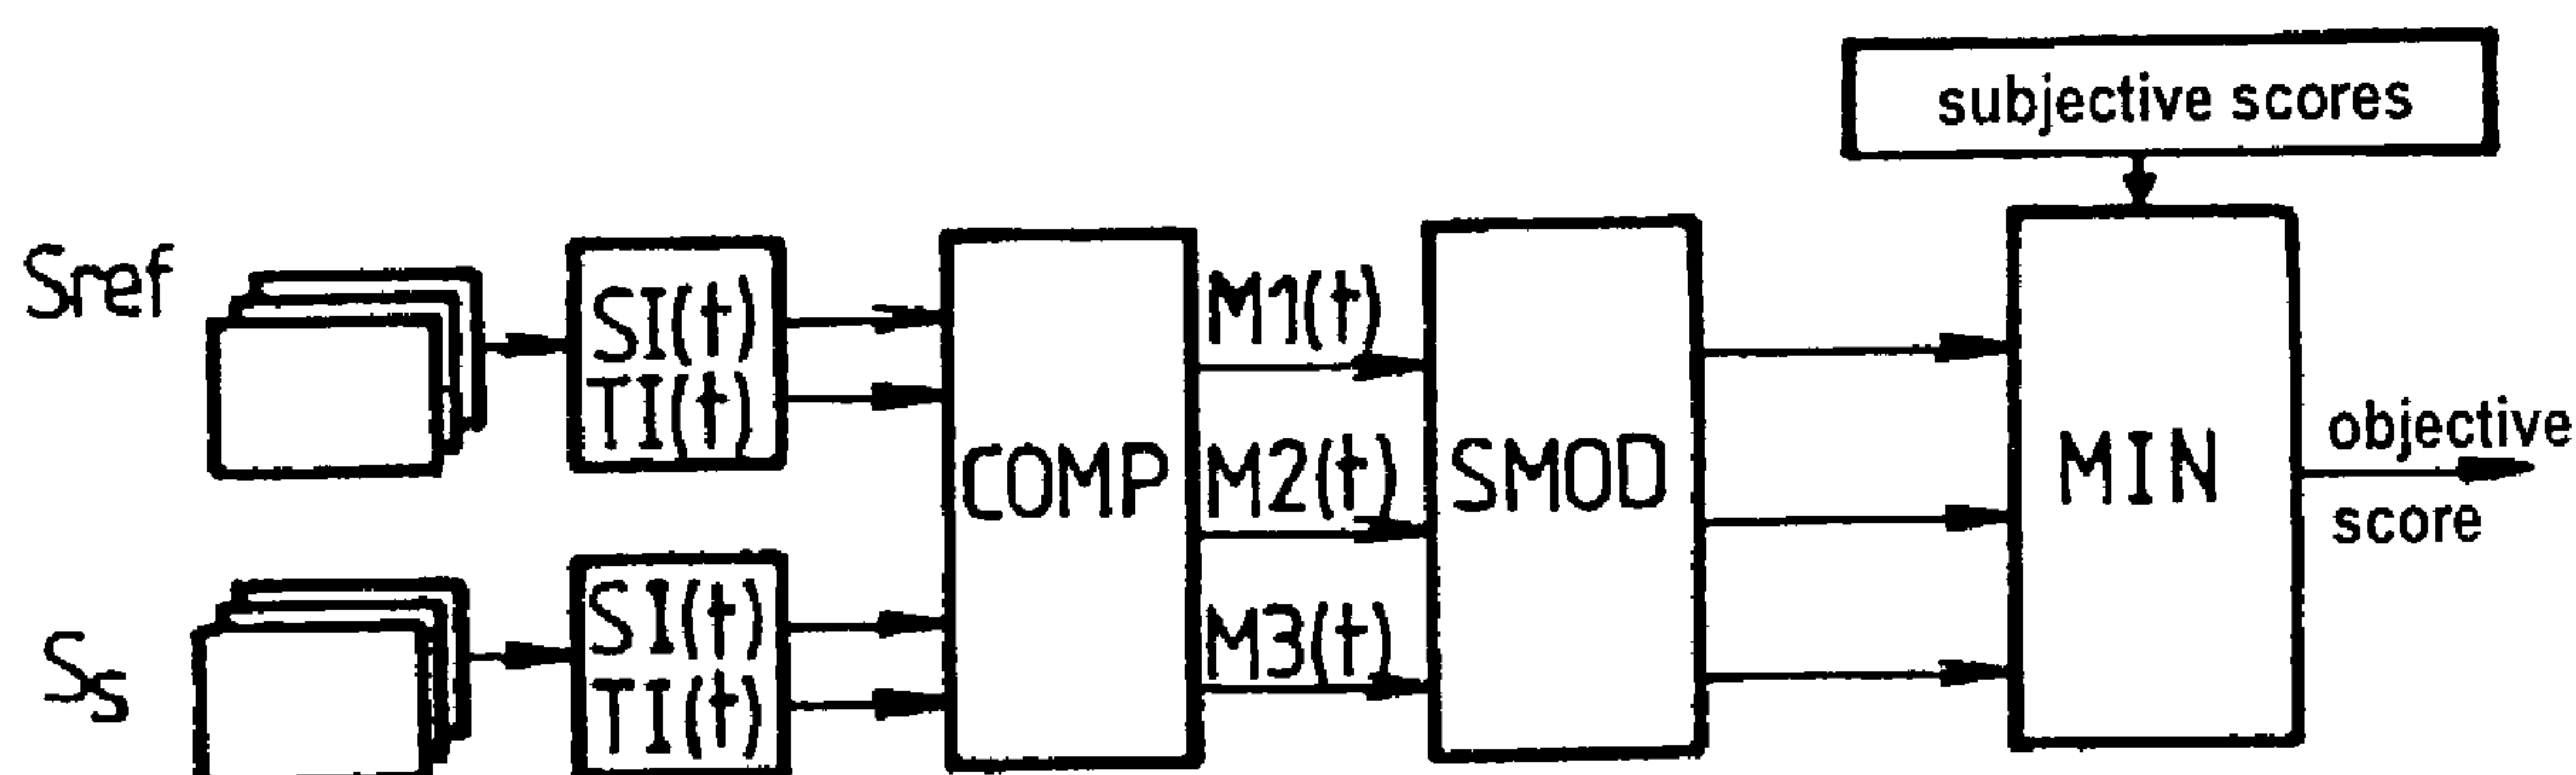 subjective scores
Sref
SI(t)
TI(t)
COMP
M1(t)
M2(t)
M3(t)
SMOD
MIN
objective
score
Ss
SI(t)
TI(t)